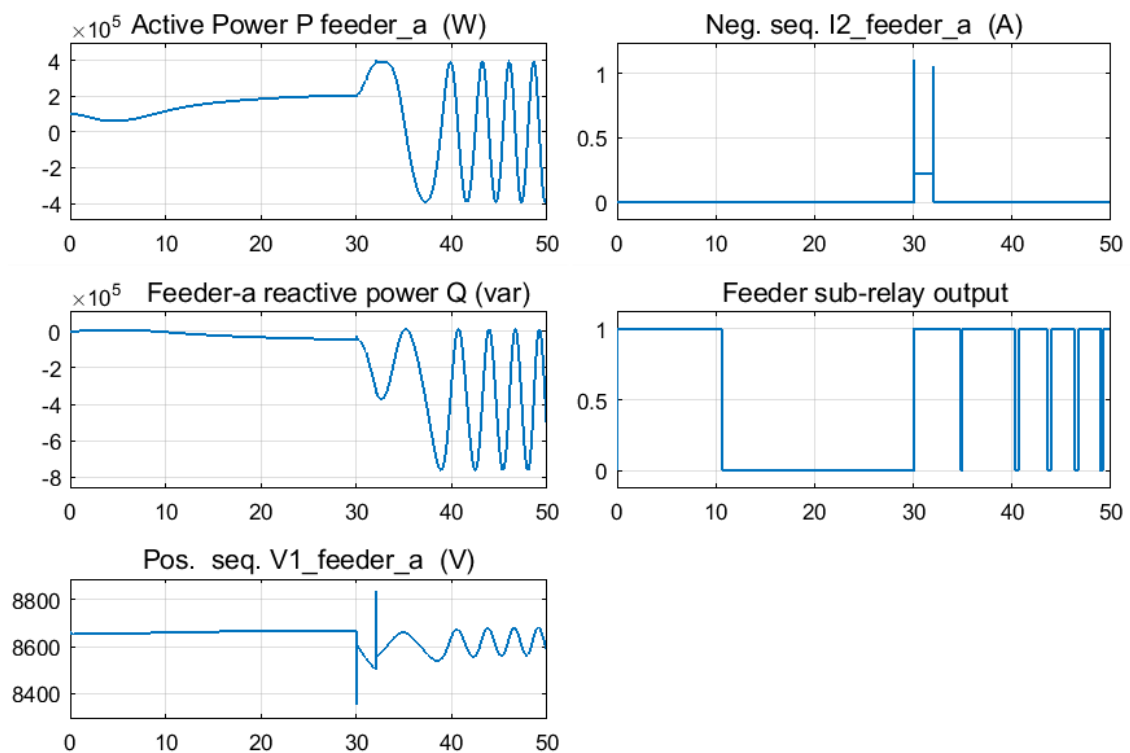 ×10^5 Active Power P feeder_a (W)
4
2
0
-2
-4
0 10 20 30 40 50
Neg. seq. I2_feeder_a (A)
1
0.5
0
0 10 20 30 40 50
×10^5 Feeder-a reactive power Q (var)
0
-2
-4
-6
-8
0 10 20 30 40 50
Feeder sub-relay output
1
0.5
0
0 10 20 30 40 50
Pos. seq. V1_feeder_a (V)
8800
8600
8400
0 10 20 30 40 50